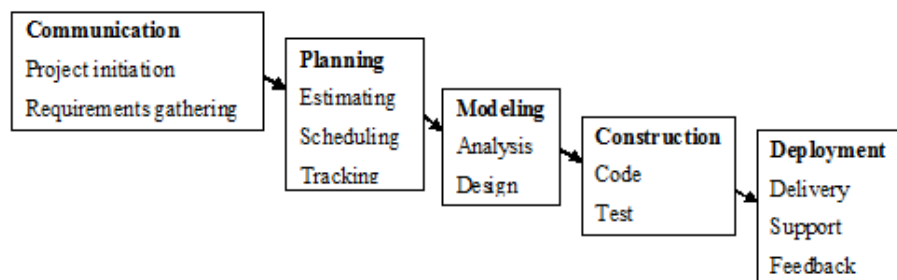 Communication
Project initiation
Requirements gathering
Planning
Estimating
Scheduling
Tracking
Modeling
Analysis
Design
Construction
Code
Test
Deployment
Delivery
Support
Feedback